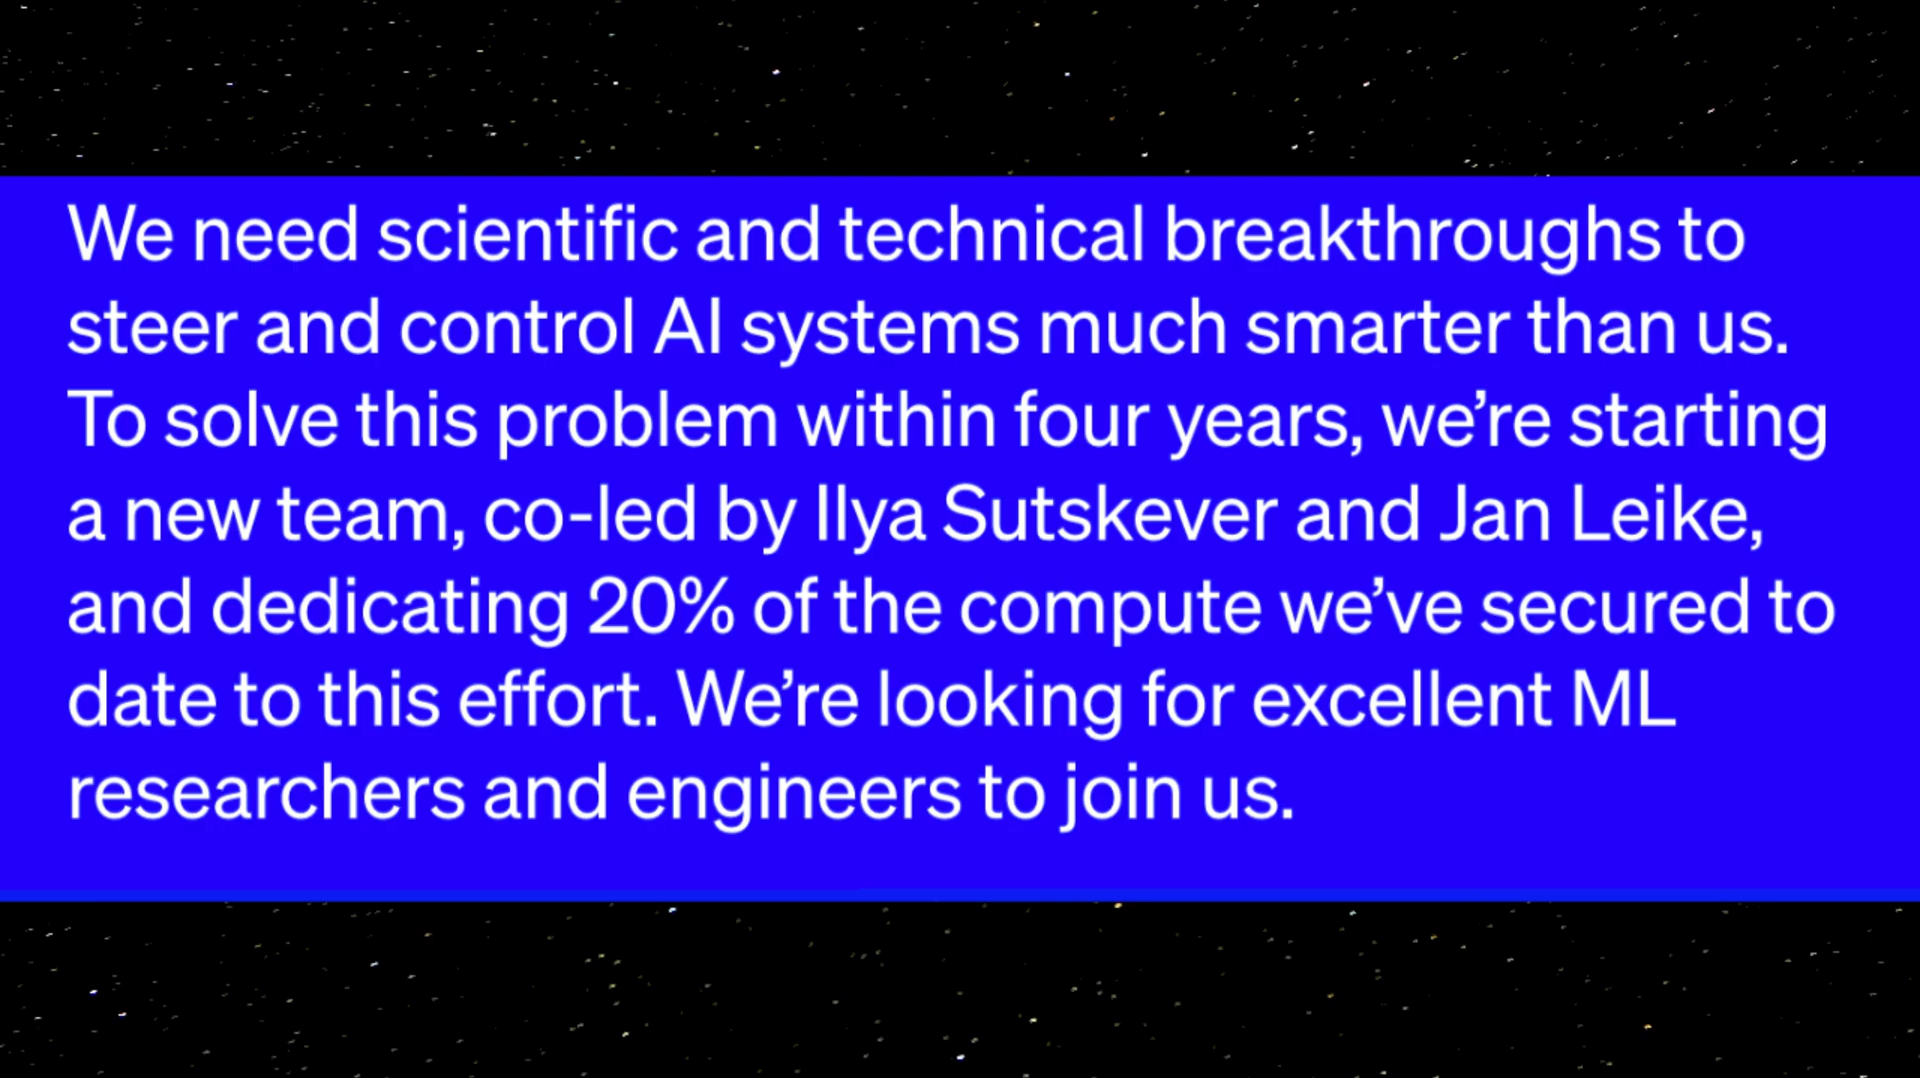 We need scientific and technical breakthroughs to
steer and control AI systems much smarter than us.
To solve this problem within four years, we’re starting
a new team, co-led by Ilya Sutskever and Jan Leike,
and dedicating 20% of the compute we’ve secured to
date to this effort. We’re looking for excellent ML
researchers and engineers to join us.